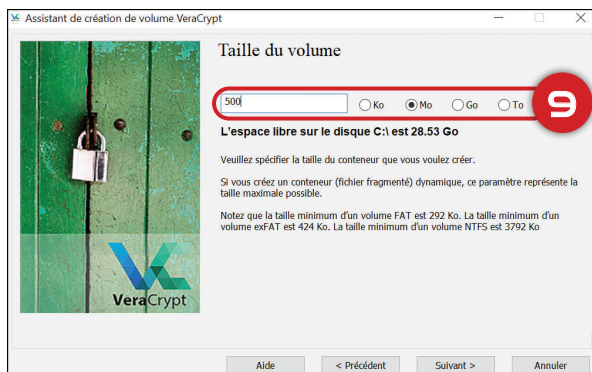 Assistant de création de volume VeraCrypt
Taille du volume
500
Ko Mo Go To
9
L'espace libre sur le disque C:\ est 28.53 Go
Veuillez spécifier la taille du conteneur que vous voulez créer.
Si vous créez un conteneur (fichier fragmenté) dynamique, ce paramètre représente la
taille maximale possible.
Notez que la taille minimum d'un volume FAT est 292 Ko. La taille minimum d'un
volume exFAT est 424 Ko. La taille minimum d'un volume NTFS est 3792 Ko
VeraCrypt
Aide < Précédent Suivant > Annuler